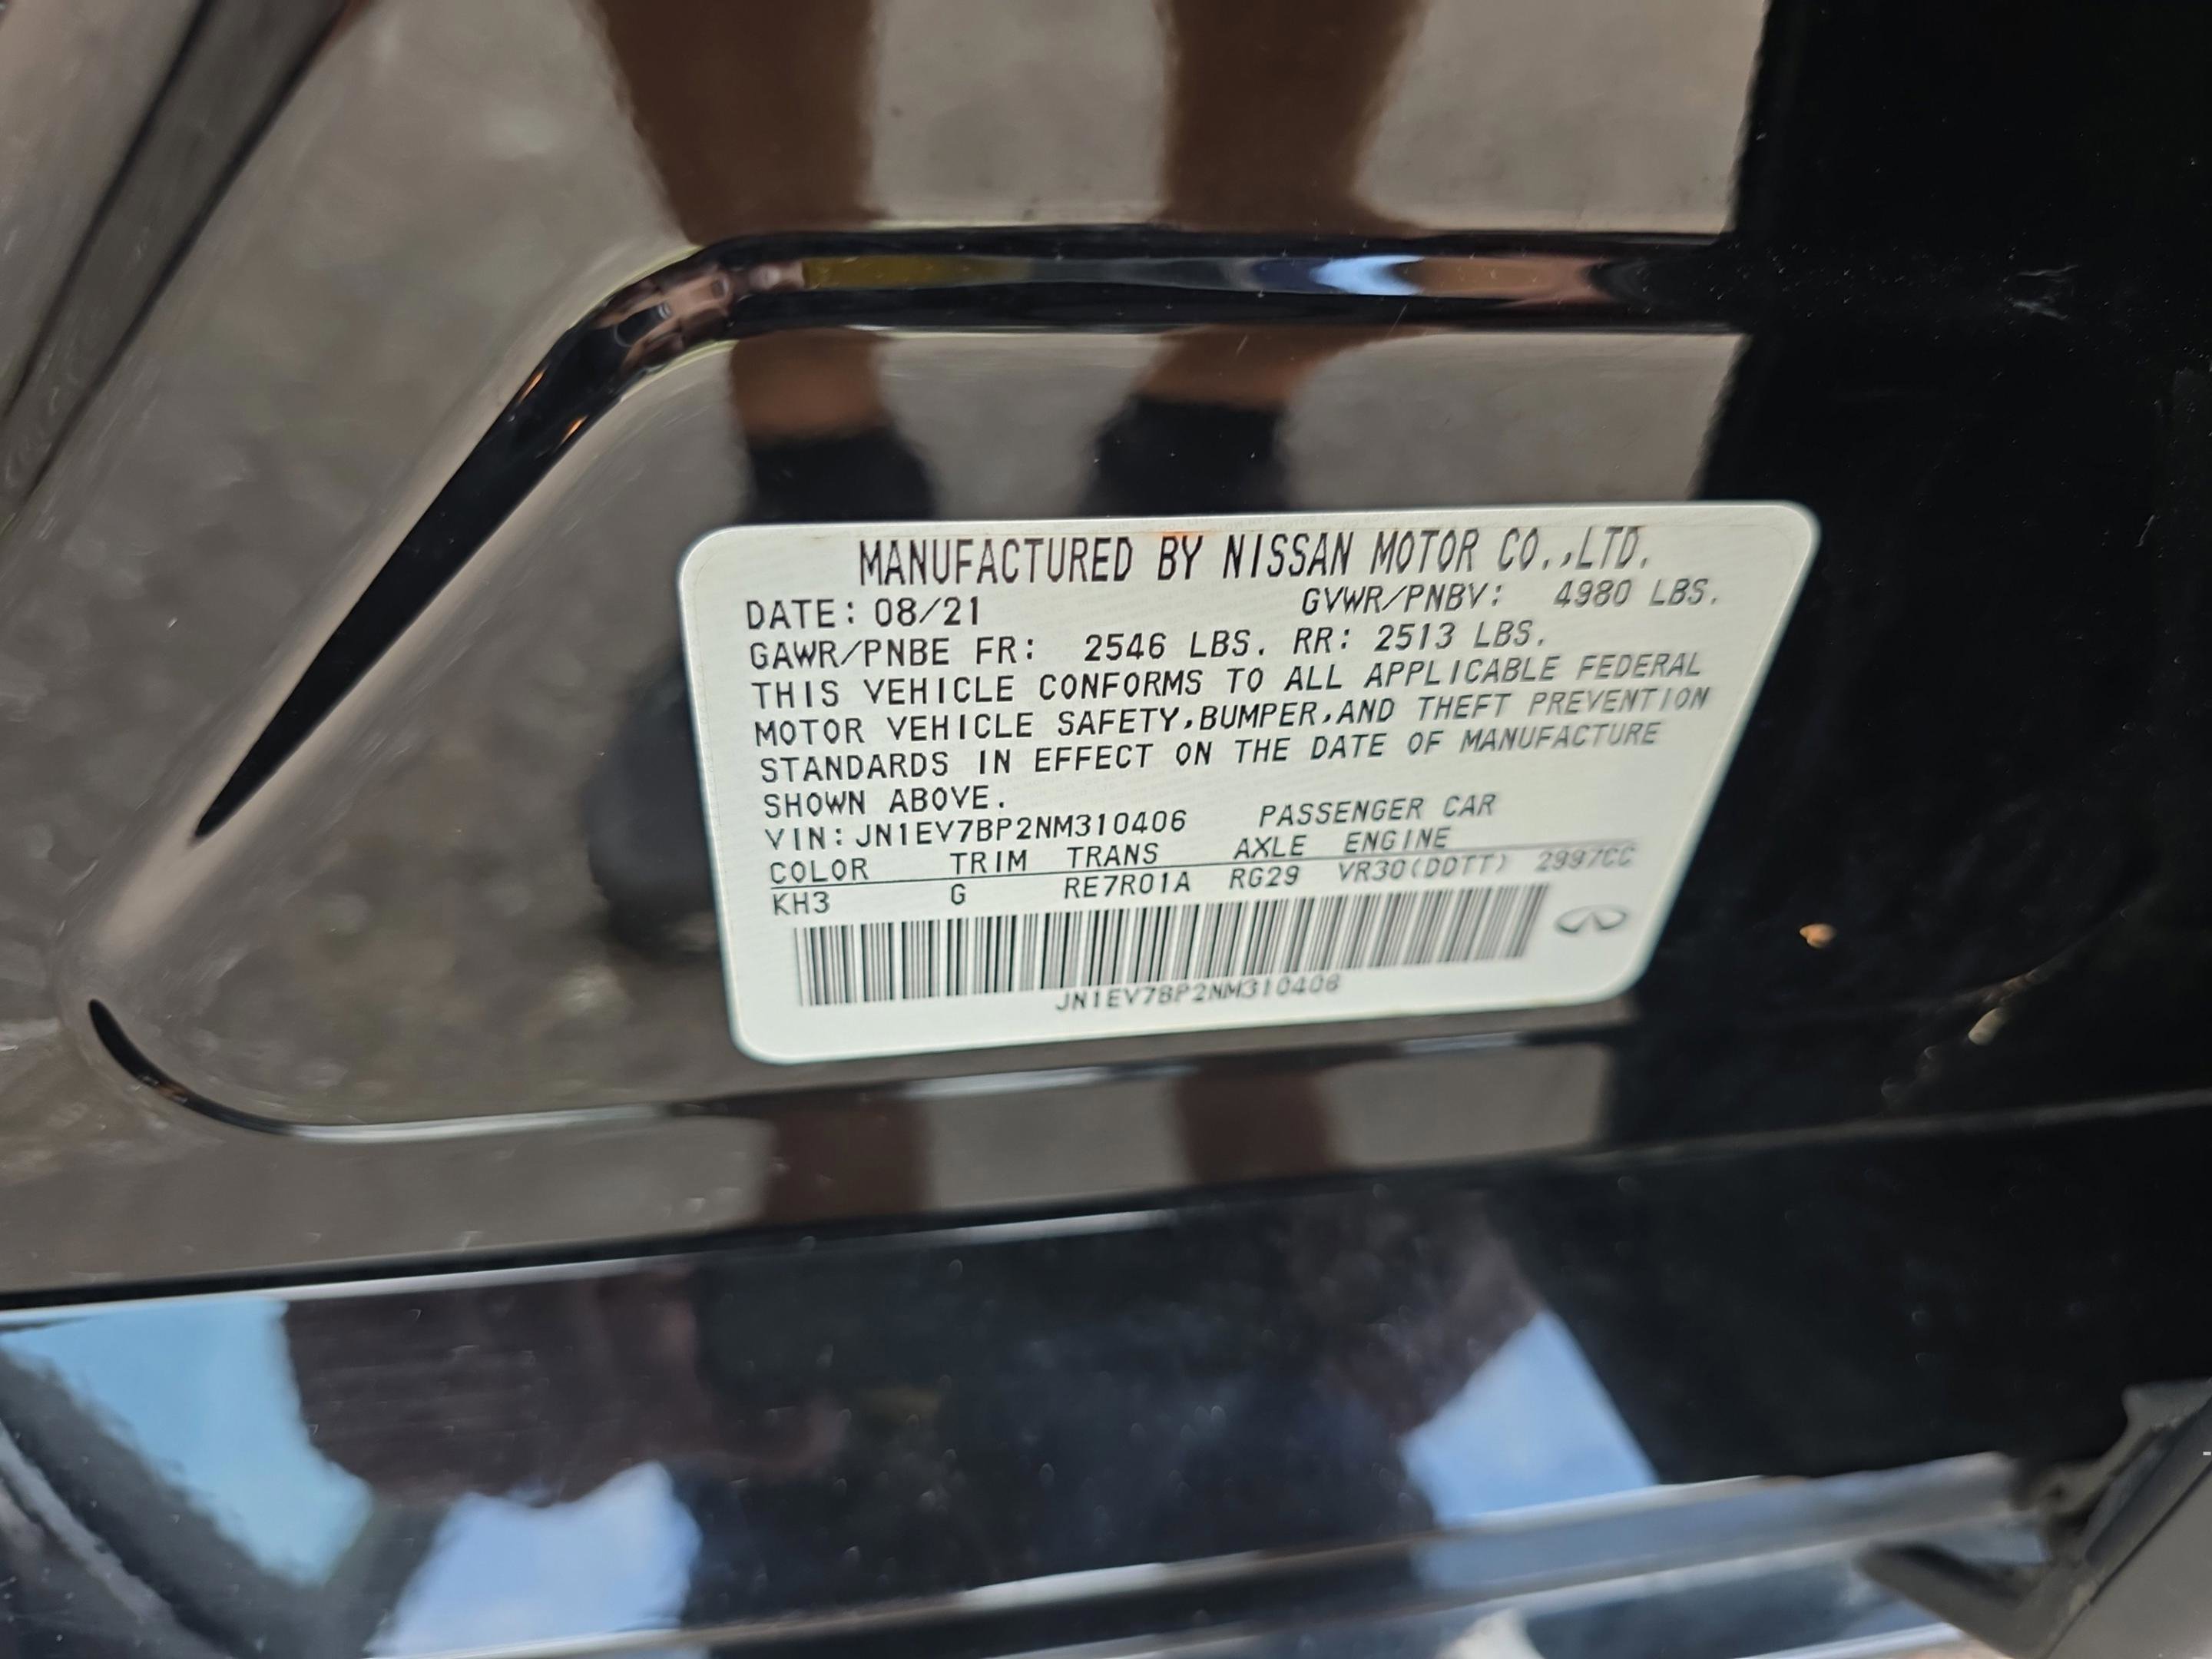 MANUFACTURED BY NISSAN MOTOR CO.,LTD.
DATE: 08/21 GVWR/PNBV: 4980 LBS.
GAWR/PNBE FR: 2546 LBS. RR: 2513 LBS.
THIS VEHICLE CONFORMS TO ALL APPLICABLE FEDERAL
MOTOR VEHICLE SAFETY,BUMPER,AND THEFT PREVENTION
STANDARDS IN EFFECT ON THE DATE OF MANUFACTURE
SHOWN ABOVE.
VIN:JN1EV7BP2NM310406 PASSENGER CAR
COLOR TRIM TRANS AXLE ENGINE
KH3 G RE7R01A RG29 VR30(DDTT) 2997CC
JN1EV7BP2NM310406